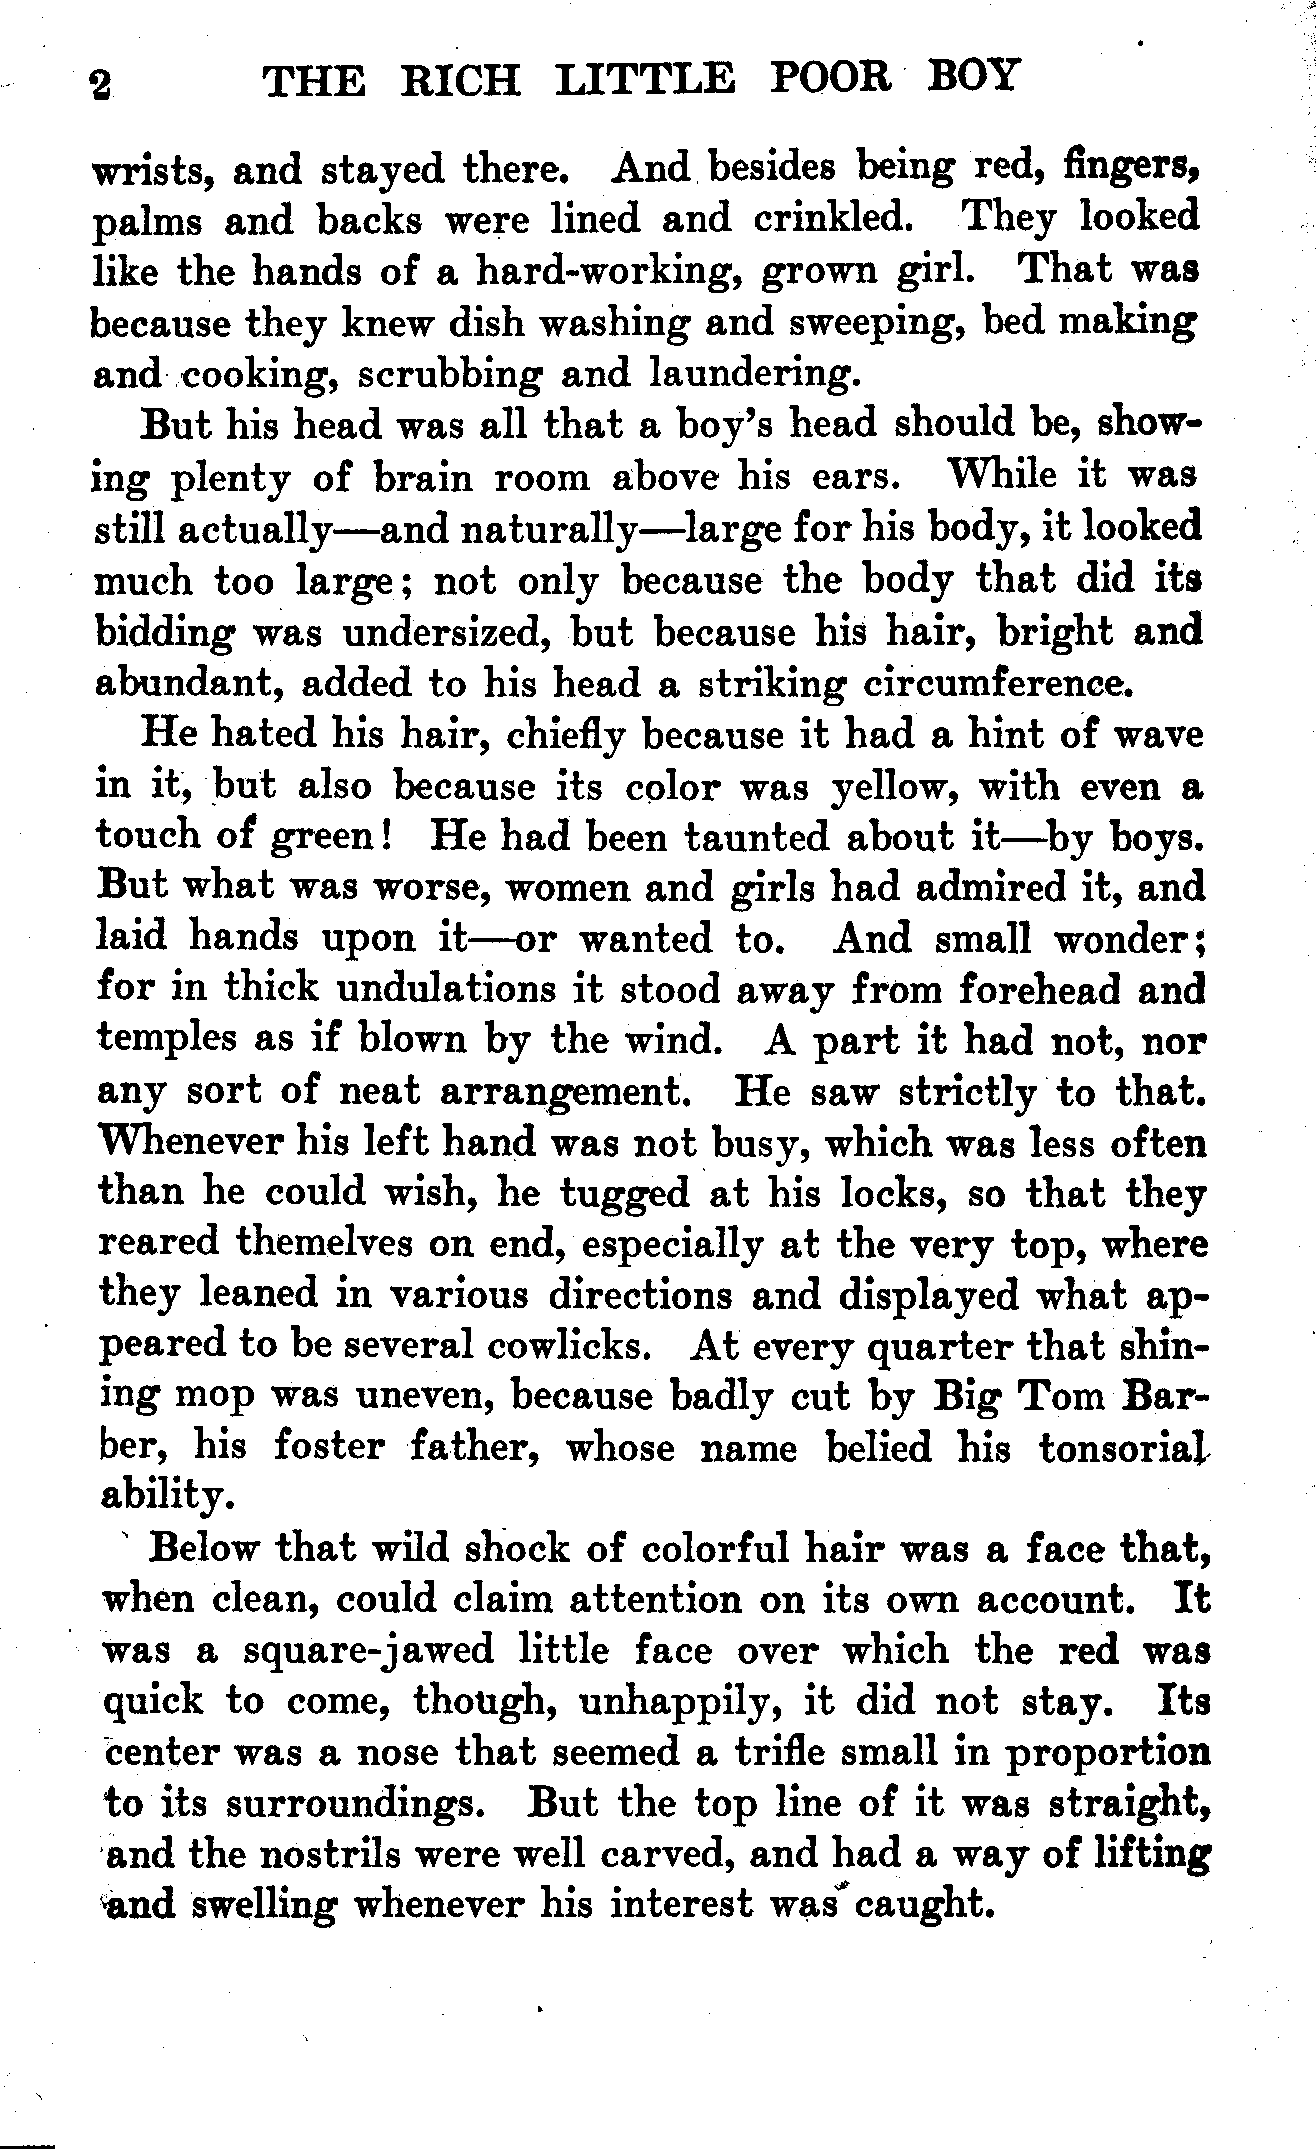 2 THE RICH LITTLE POOR BOY
wrists, and stayed there. And besides being red, fingers,
palms and backs were lined and crinkled. They looked
like the hands of a hard-working, grown girl. That was
because they knew dish washing and sweeping, bed making
and cooking, scrubbing and laundering.
But his head was all that a boy's head should be, show-
ing plenty of brain room above his ears. While it was
still actually—and naturally—large for his body, it looked
much too large; not only because the body that did its
bidding was undersized, but because his hair, bright and
abundant, added to his head a striking circumference.
He hated his hair, chiefly because it had a hint of wave
in it, but also because its color was yellow, with even a
touch of green! He had been taunted about it—by boys.
But what was worse, women and girls had admired it, and
laid hands upon it—or wanted to. And small wonder;
for in thick undulations it stood away from forehead and
temples as if blown by the wind. A part it had not, nor
any sort of neat arrangement. He saw strictly to that.
Whenever his left hand was not busy, which was less often
than he could wish, he tugged at his locks, so that they
reared themselves on end, especially at the very top, where
they leaned in various directions and displayed what ap-
peared to be several cowlicks. At every quarter that shin-
ing mop was uneven, because badly cut by Big Tom Bar-
ber, his foster father, whose name belied his tonsorial
ability.
Below that wild shock of colorful hair was a face that,
when clean, could claim attention on its own account. It
was a square-jawed little face over which the red was
quick to come, though, unhappily, it did not stay. Its
center was a nose that seemed a trifle small in proportion
to its surroundings. But the top line of it was straight,
and the nostrils were well carved, and had a way of lifting
and swelling whenever his interest was caught.